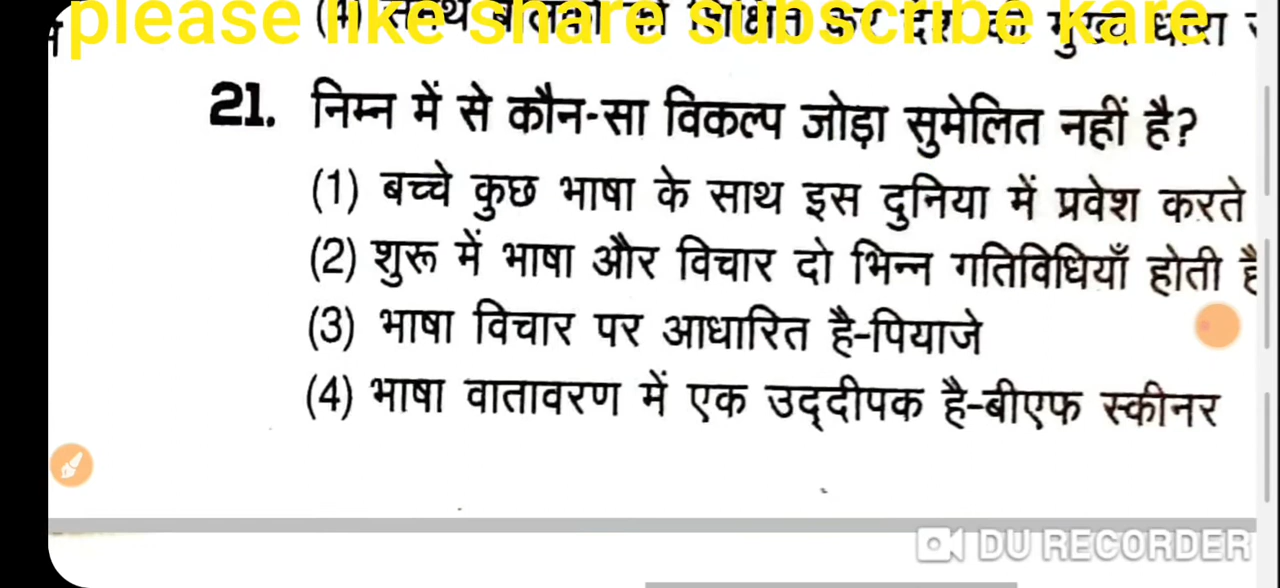 please like share subscribe kare
21. निम्न में से कौन-सा विकल्प जोड़ा सुमेलित नहीं है?
(1) बच्चे कुछ भाषा के साथ इस दुनिया में प्रवेश करते
(2) शुरू में भाषा और विचार दो भिन्न गतिविधियाँ होती है
(3) भाषा विचार पर आधारित है-पियाजे
(4) भाषा वातावरण में एक उद्दीपक है-बीएफ स्कीनर
DU RECORDER